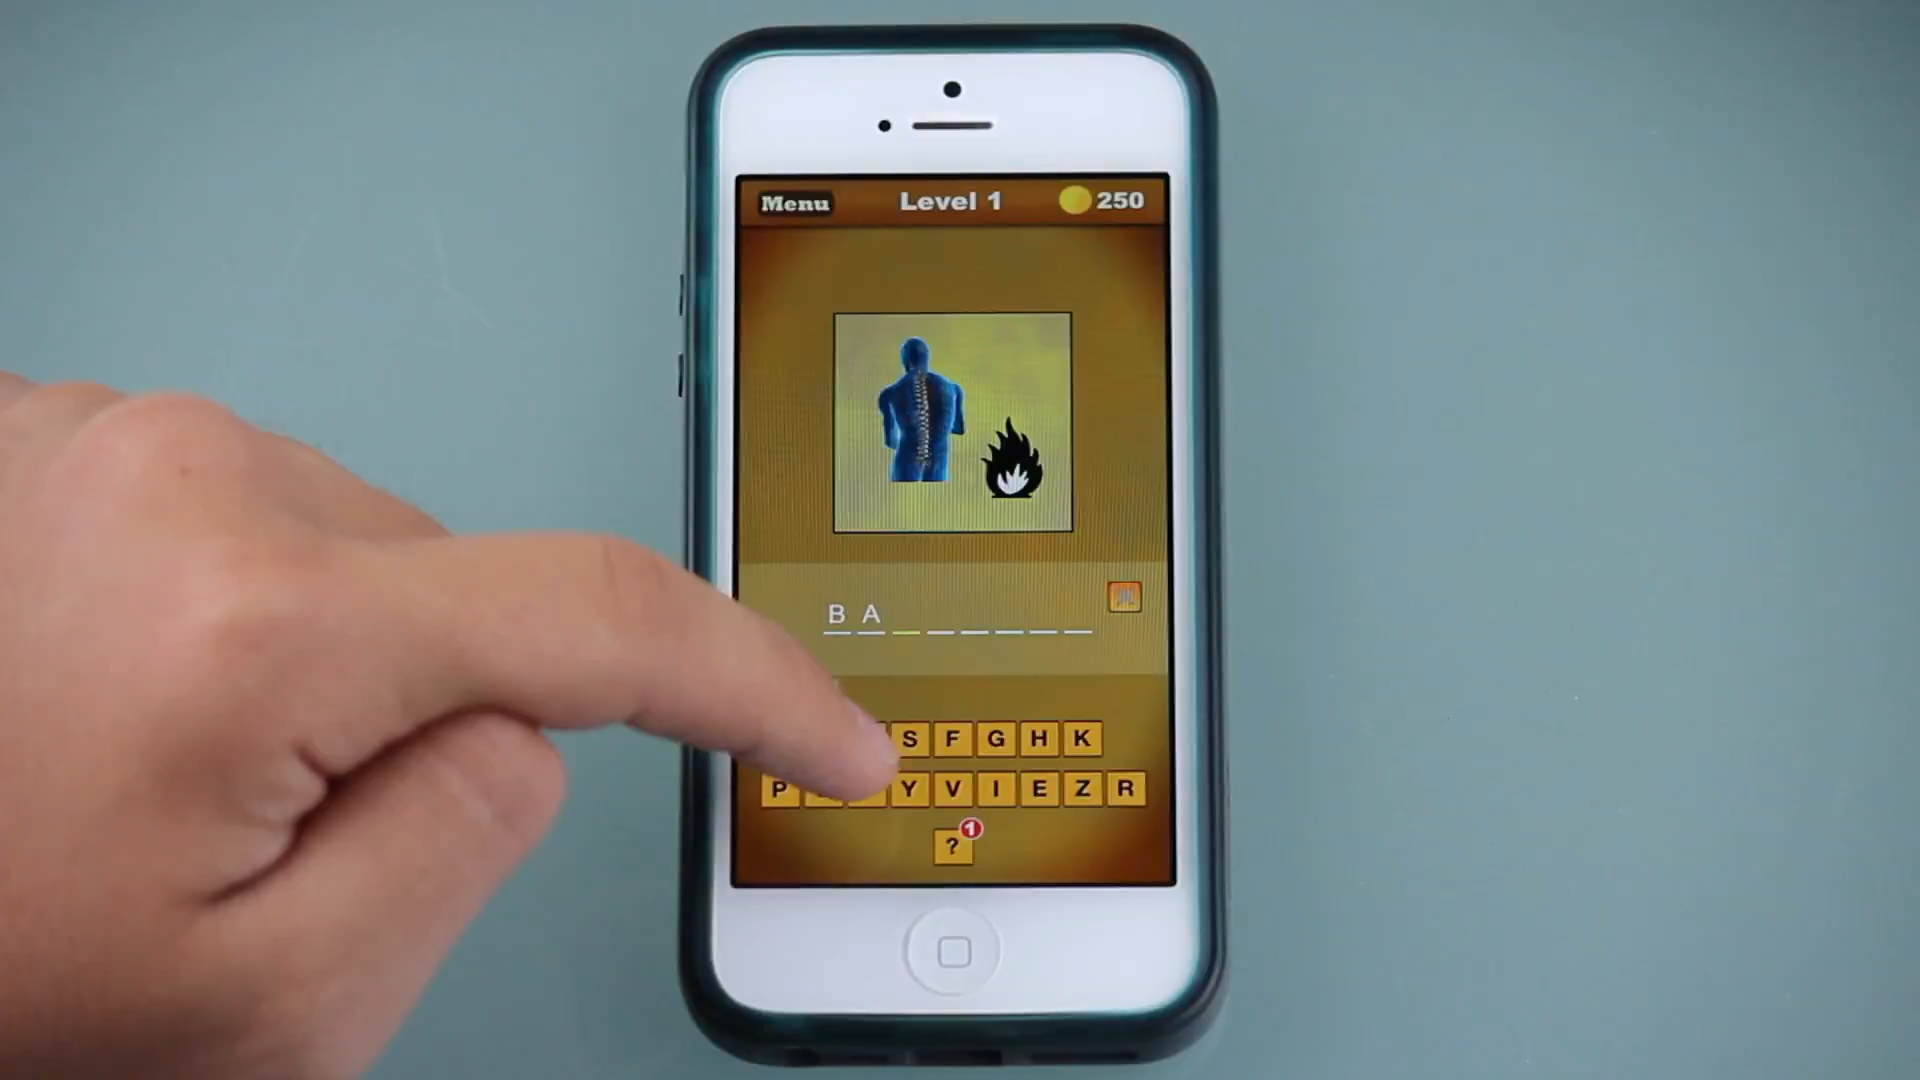 Menu Level 1 250
B A
S F G H K
P Y V I E Z R
? 1